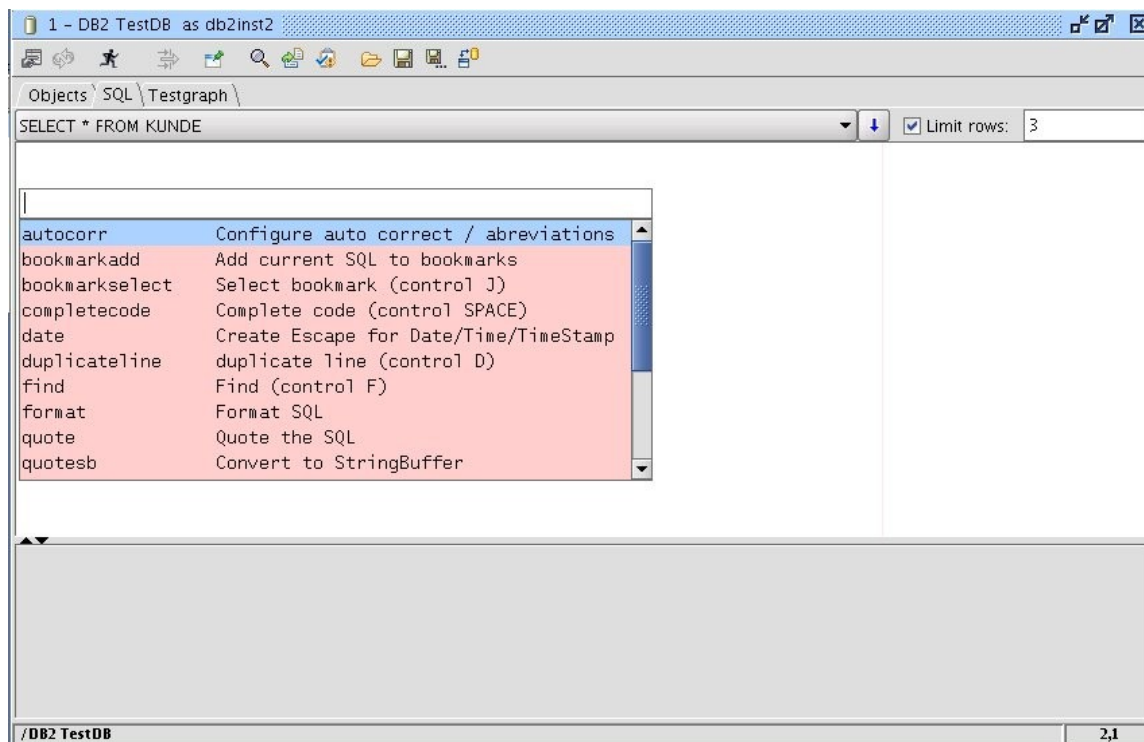 1 - DB2 TestDB as db2inst2
Objects SQL Testgraph
SELECT * FROM KUNDE Limit rows: 3
autocorr Configure auto correct / abreviations
bookmarkadd Add current SQL to bookmarks
bookmarkselect Select bookmark (control J)
completecode Complete code (control SPACE)
date Create Escape for Date/Time/TimeStamp
duplicateline duplicate line (control D)
find Find (control F)
format Format SQL
quote Quote the SQL
quotesb Convert to StringBuffer
/DB2 TestDB 2,1